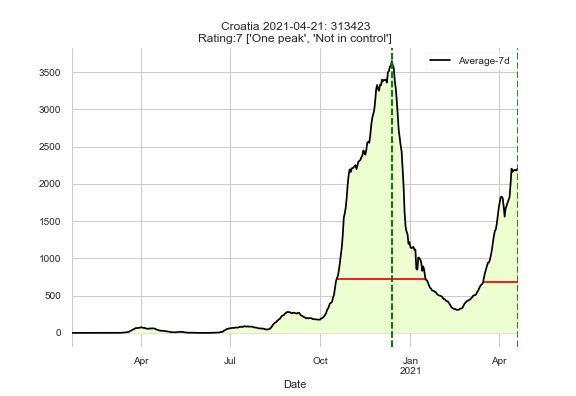 Croatia 2021-04-21: 313423
Rating:7 ['One peak', 'Not in control']
Average-7d
3500
3000
2500
2000
1500
1000
500
0
Apr
Jul
Oct
Jan
2021
Apr
Date